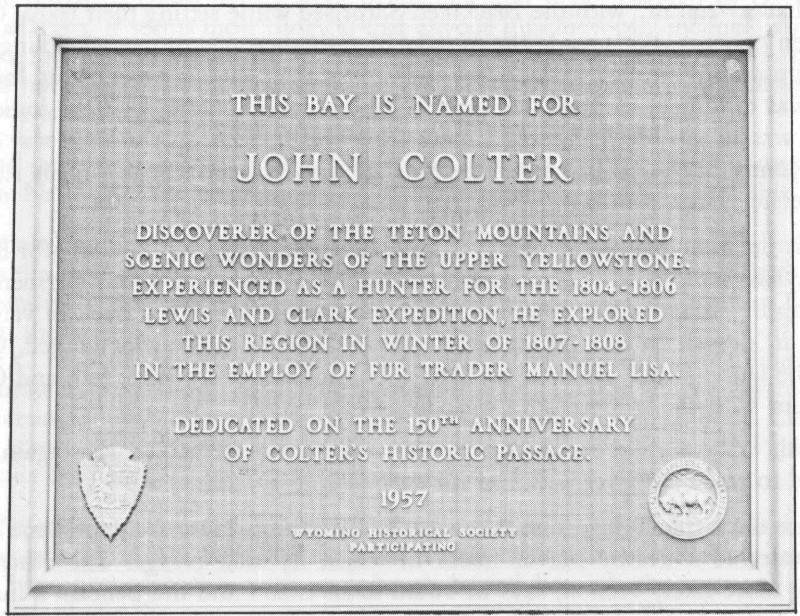 THIS BAY IS NAMED FOR
JOHN COLTER
DISCOVERER OF THE TETON MOUNTAINS AND
SCENIC WONDERS OF THE UPPER YELLOWSTONE.
EXPERIENCED AS A HUNTER FOR THE 1804-1806
LEWIS AND CLARK EXPEDITION, HE EXPLORED
THIS REGION IN WINTER OF 1807-1808
IN THE EMPLOY OF FUR TRADER MANUEL LISA.
DEDICATED ON THE 150TH ANNIVERSARY
OF COLTER'S HISTORIC PASSAGE.
1957
WYOMING HISTORICAL SOCIETY
PARTICIPATING